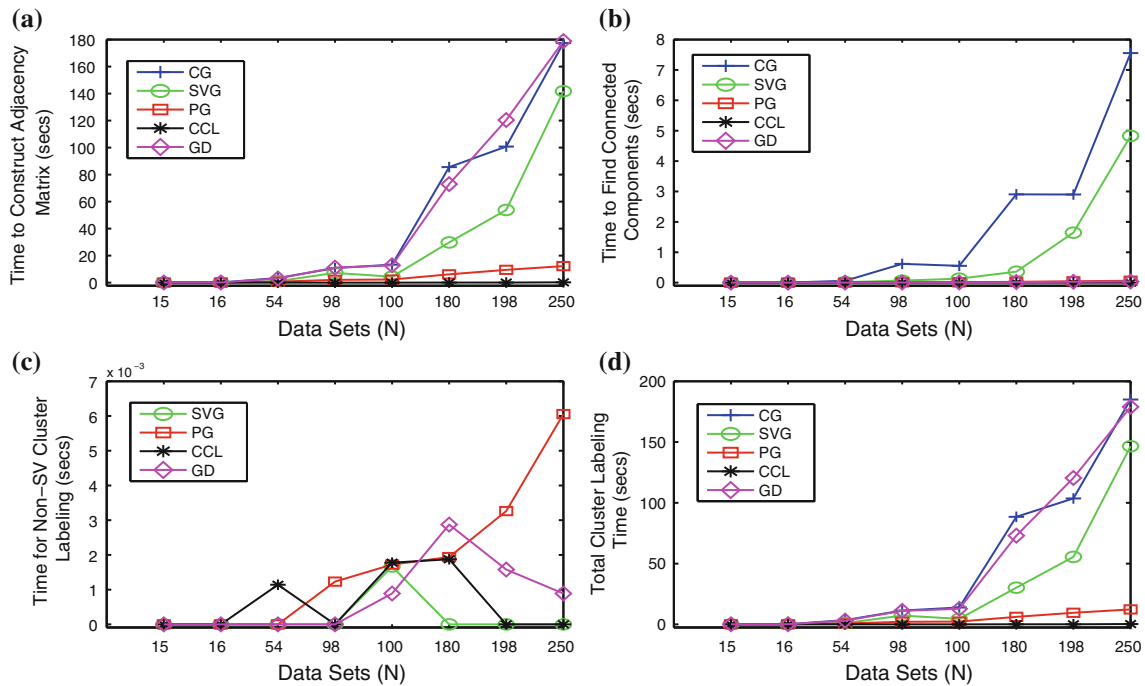 (a)
Time to Construct Adjacency
Matrix (secs)
180
160
140
120
100
80
60
40
20
0
CG
SVG
PG
CCL
GD
15 16 54 98 100 180 198 250
Data Sets (N)
(b)
Time to Find Connected
Components (secs)
8
7
6
5
4
3
2
1
0
CG
SVG
PG
CCL
GD
15 16 54 98 100 180 198 250
Data Sets (N)
(c)
x 10−3
Time for Non−SV Cluster
Labeling (secs)
7
6
5
4
3
2
1
0
SVG
PG
CCL
GD
15 16 54 98 100 180 198 250
Data Sets (N)
(d)
Total Cluster Labeling
Time (secs)
200
150
100
50
0
CG
SVG
PG
CCL
GD
15 16 54 98 100 180 198 250
Data Sets (N)